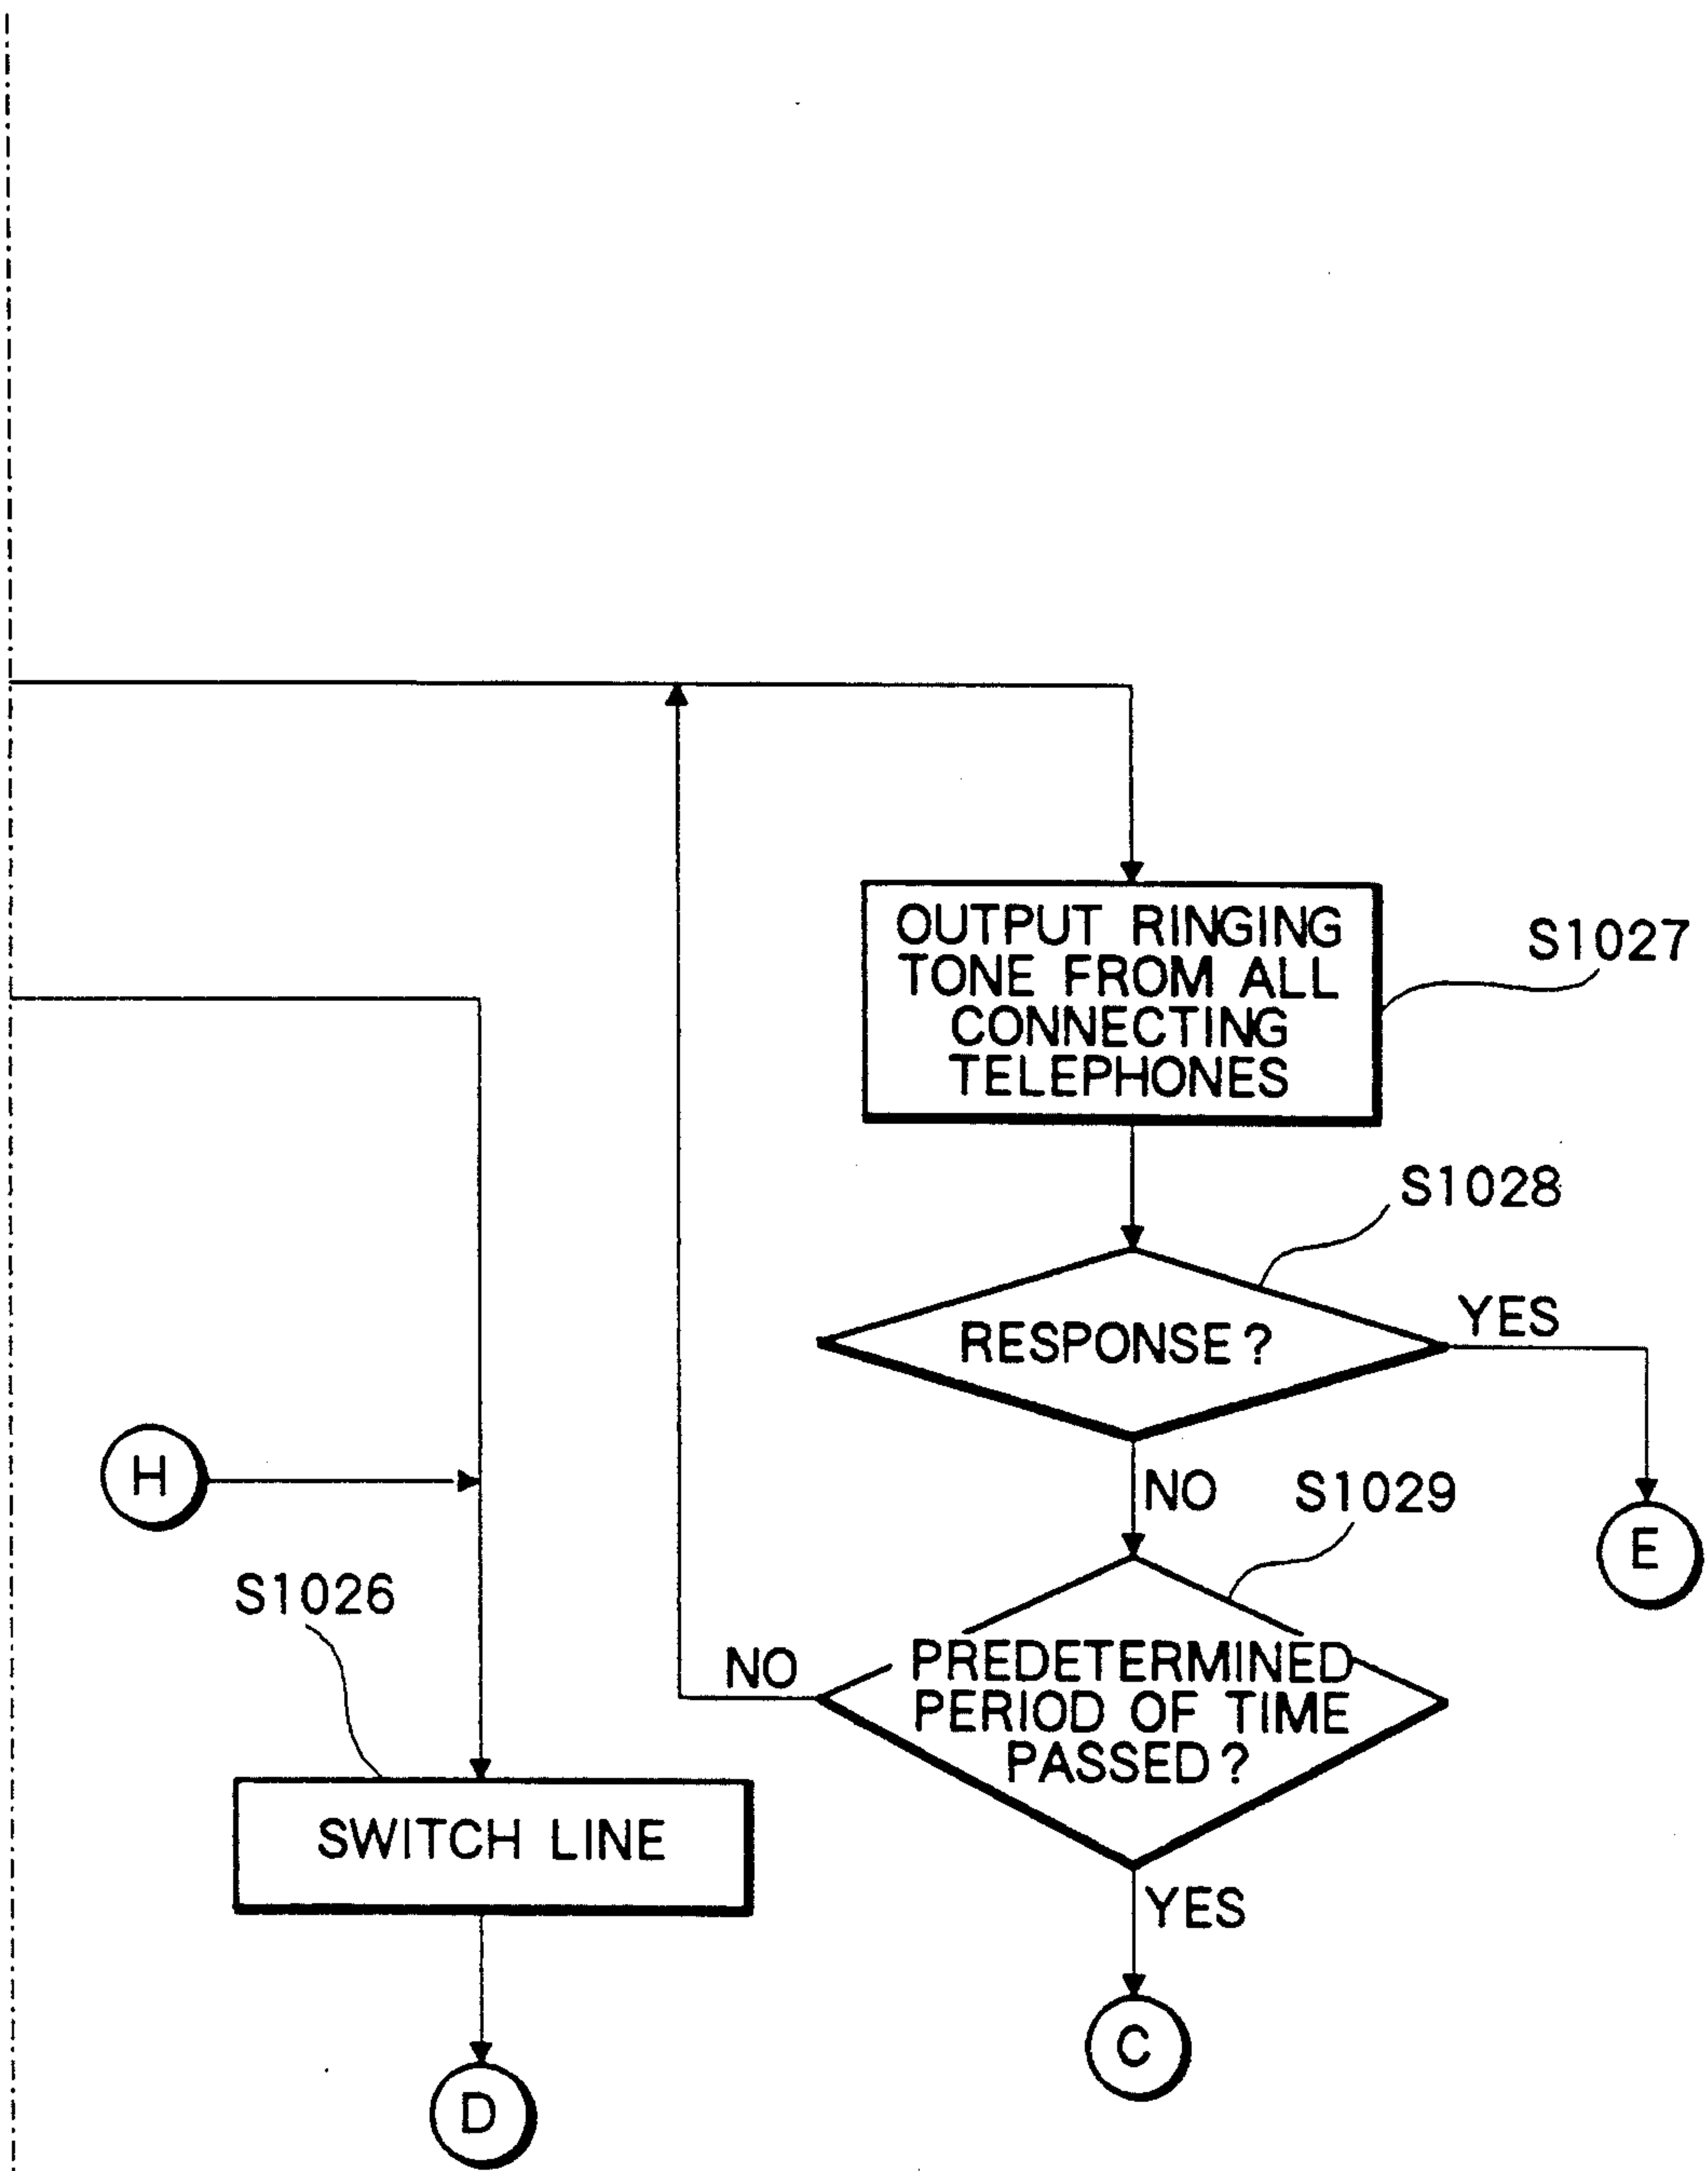 OUTPUT RINGING
TONE FROM ALL
CONNECTING
TELEPHONES
S1027
S1028
RESPONSE?
YES
H
NO
S1029
E
S1026
NO
PREDETERMINED
PERIOD OF TIME
PASSED?
SWITCH LINE
YES
C
D